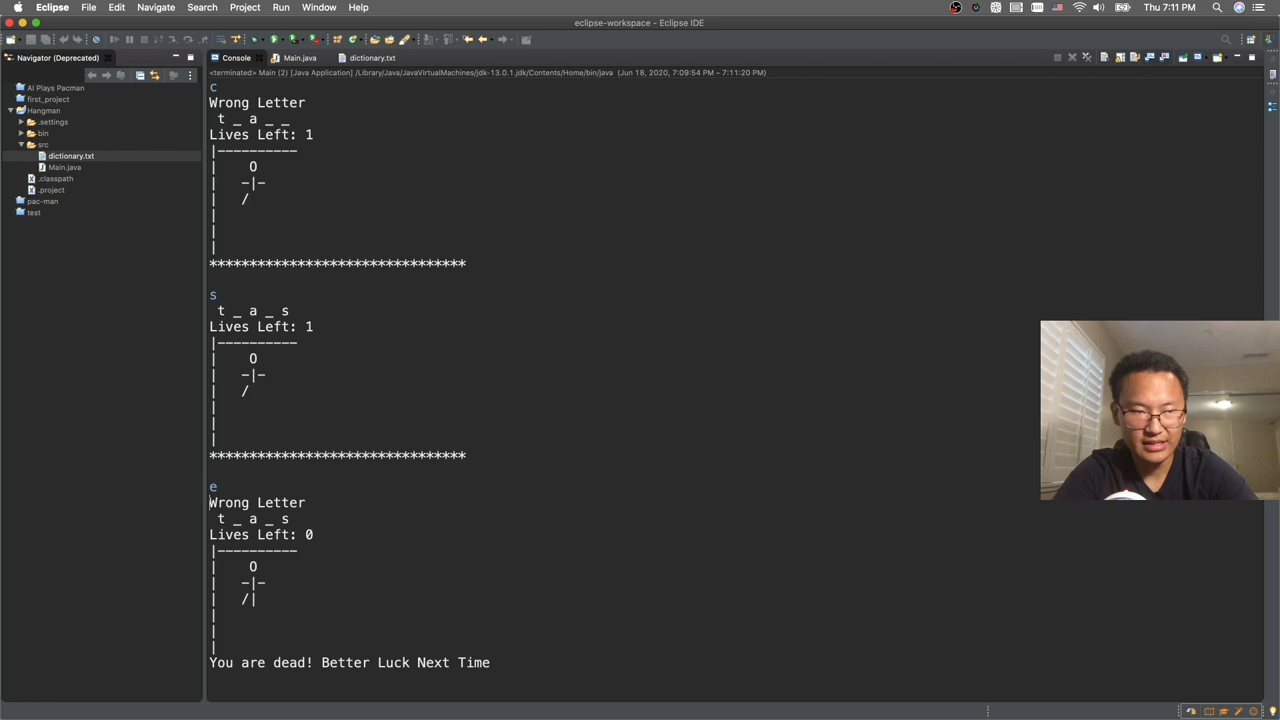 Eclipse File Edit Navigate Search Project Run Window Help Thu 7:11 PM
eclipse-workspace - Eclipse IDE
Navigator (Deprecated)
AI Plays Pacman
first_project
Hangman
.settings
bin
src
dictionary.txt
Main.java
.classpath
.project
pac-man
test
Console Main.java dictionary.txt
<terminated> Main (2) [Java Application] /Library/Java/JavaVirtualMachines/jdk-13.0.1.jdk/Contents/Home/bin/java (Jun 18, 2020, 7:09:54 PM – 7:11:20 PM)
c
Wrong Letter
t _ a _ _
Lives Left: 1
|----------
|    O
|   -|-
|   /
|
|
|
********************************
s
t _ a _ s
Lives Left: 1
|----------
|    O
|   -|-
|   /
|
|
|
********************************
e
Wrong Letter
t _ a _ s
Lives Left: 0
|----------
|    O
|   -|-
|   /|
|
|
|
You are dead! Better Luck Next Time